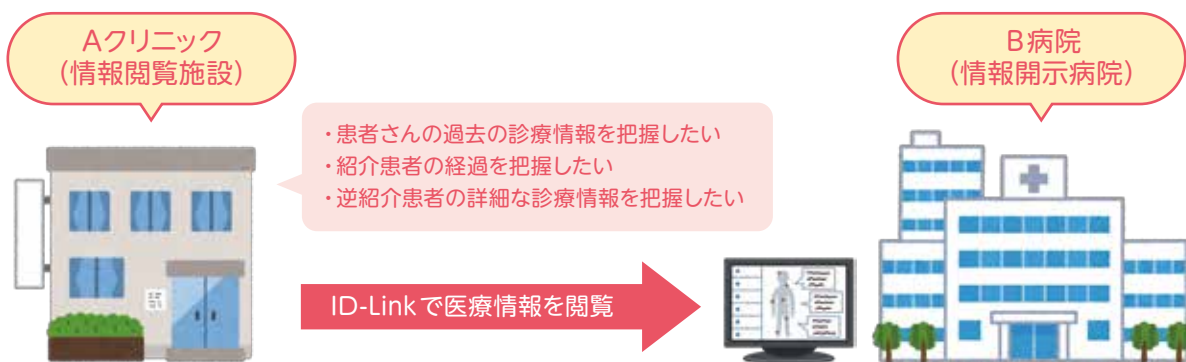 Aクリニック
（情報閲覧施設）
B病院
（情報開示病院）
・患者さんの過去の診療情報を把握したい
・紹介患者の経過を把握したい
・逆紹介患者の詳細な診療情報を把握したい
ID-Linkで医療情報を閲覧